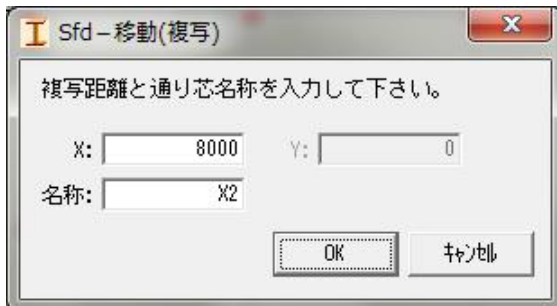 Sfd－移動(複写)
複写距離と通り芯名称を入力して下さい。
X: 8000 Y: 0
名称: X2
OK ｷｬﾝｾﾙ